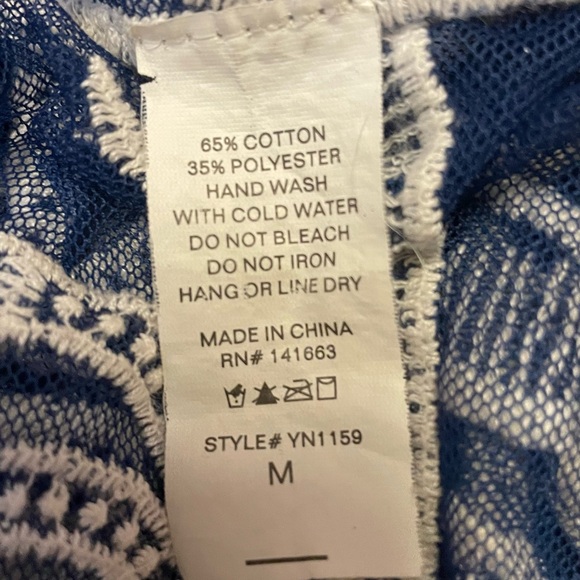 65% COTTON
35% POLYESTER
HAND WASH
WITH COLD WATER
DO NOT BLEACH
DO NOT IRON
HANG OR LINE DRY
MADE IN CHINA
RN# 141663
STYLE# YN1159
M